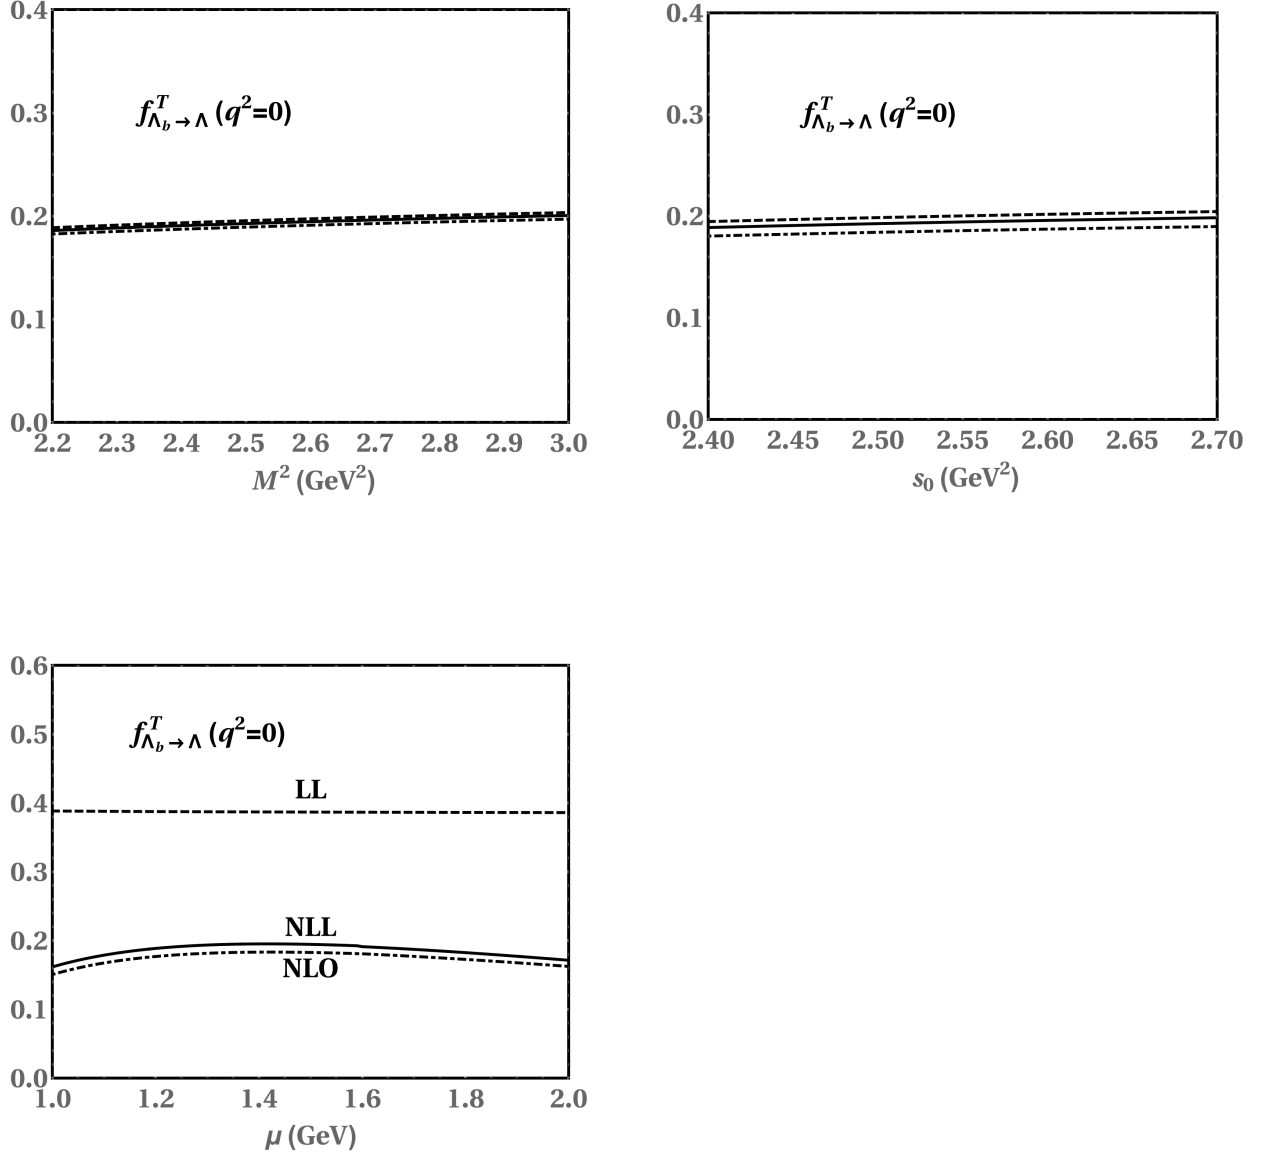 0.4
0.3
0.2
0.1
0.0
f^T_{Λ_b→Λ} (q²=0)
2.2 2.3 2.4 2.5 2.6 2.7 2.8 2.9 3.0
M² (GeV²)
0.4
0.3
0.2
0.1
0.0
f^T_{Λ_b→Λ} (q²=0)
2.40 2.45 2.50 2.55 2.60 2.65 2.70
s₀ (GeV²)
0.6
0.5
0.4
0.3
0.2
0.1
0.0
f^T_{Λ_b→Λ} (q²=0)
LL
NLL
NLO
1.0 1.2 1.4 1.6 1.8 2.0
μ (GeV)